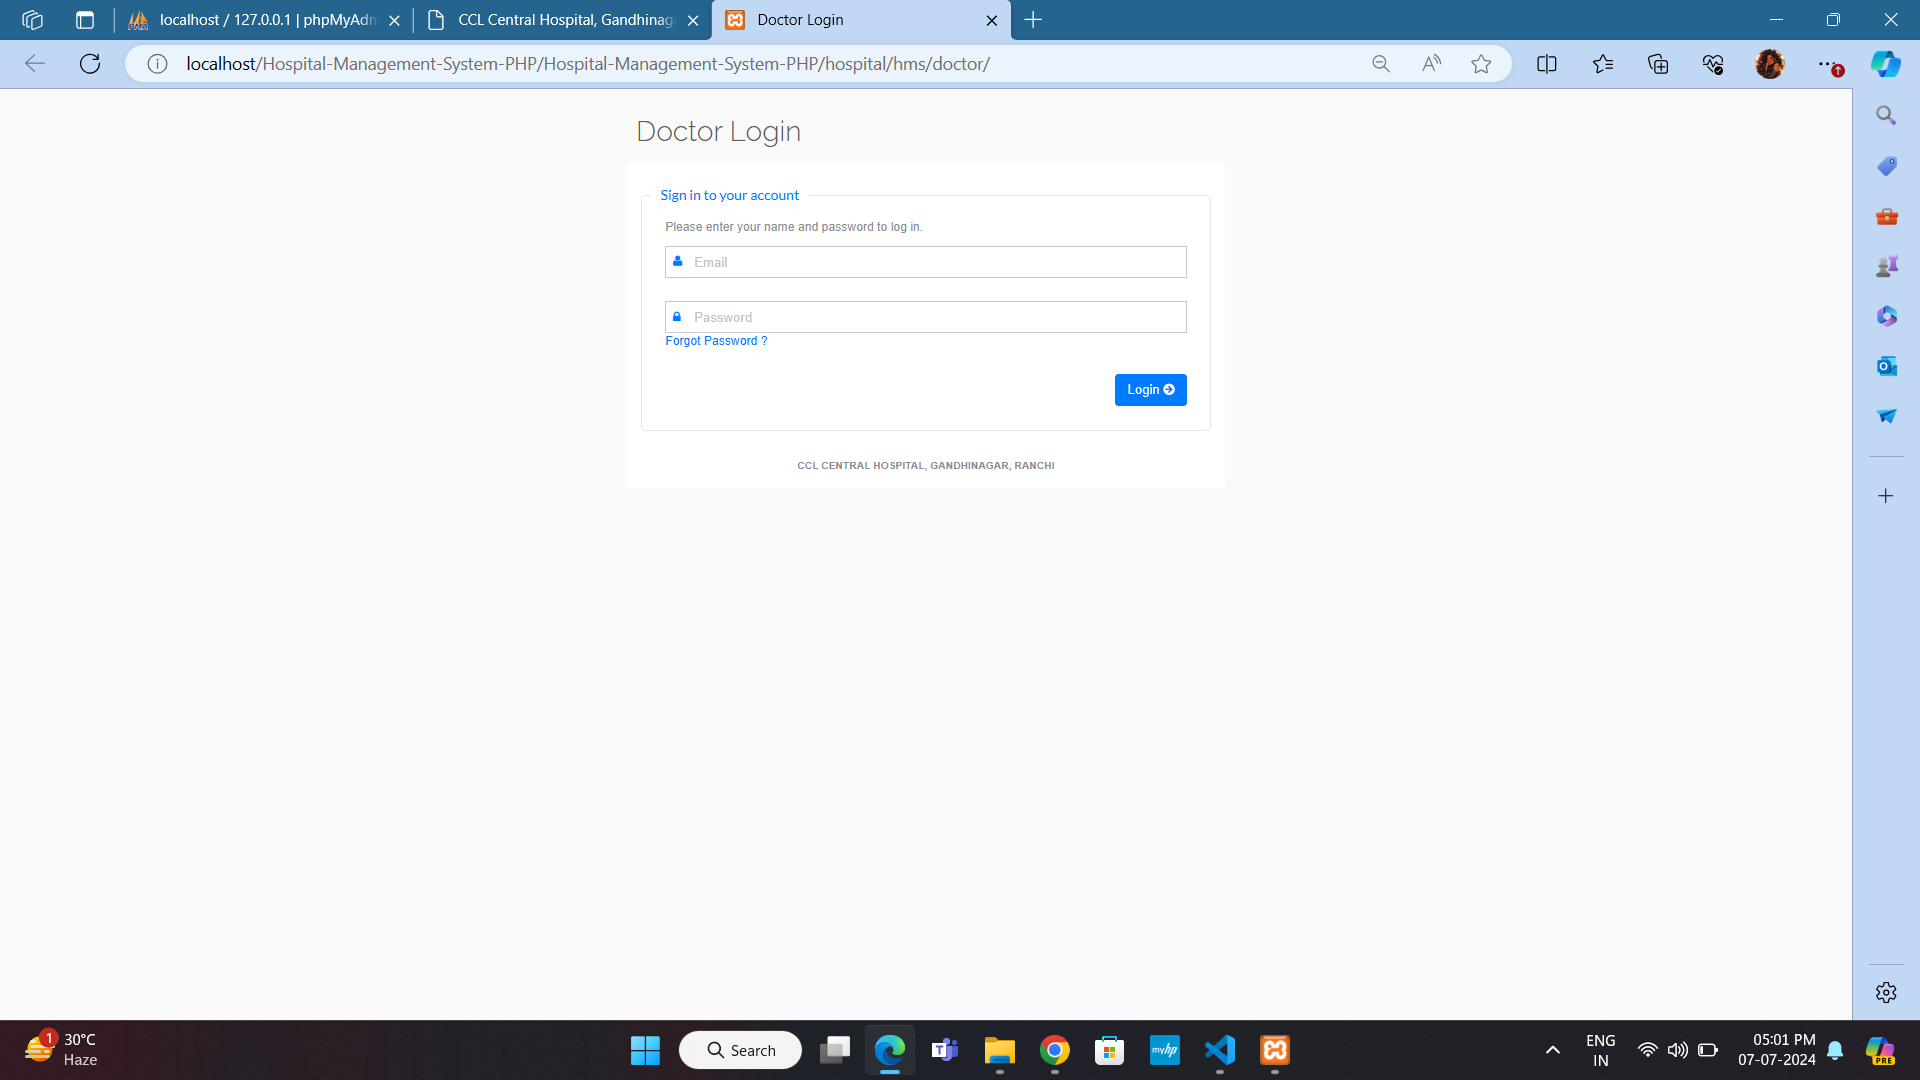 localhost / 127.0.0.1 | phpMyAdm
CCL Central Hospital, Gandhinag
Doctor Login
localhost/Hospital-Management-System-PHP/Hospital-Management-System-PHP/hospital/hms/doctor/
Doctor Login
Sign in to your account
Please enter your name and password to log in.
Email
Password
Forgot Password ?
Login
CCL CENTRAL HOSPITAL, GANDHINAGAR, RANCHI
1
30°C
Haze
Search
myhp
ENG
IN
05:01 PM
07-07-2024
PRE